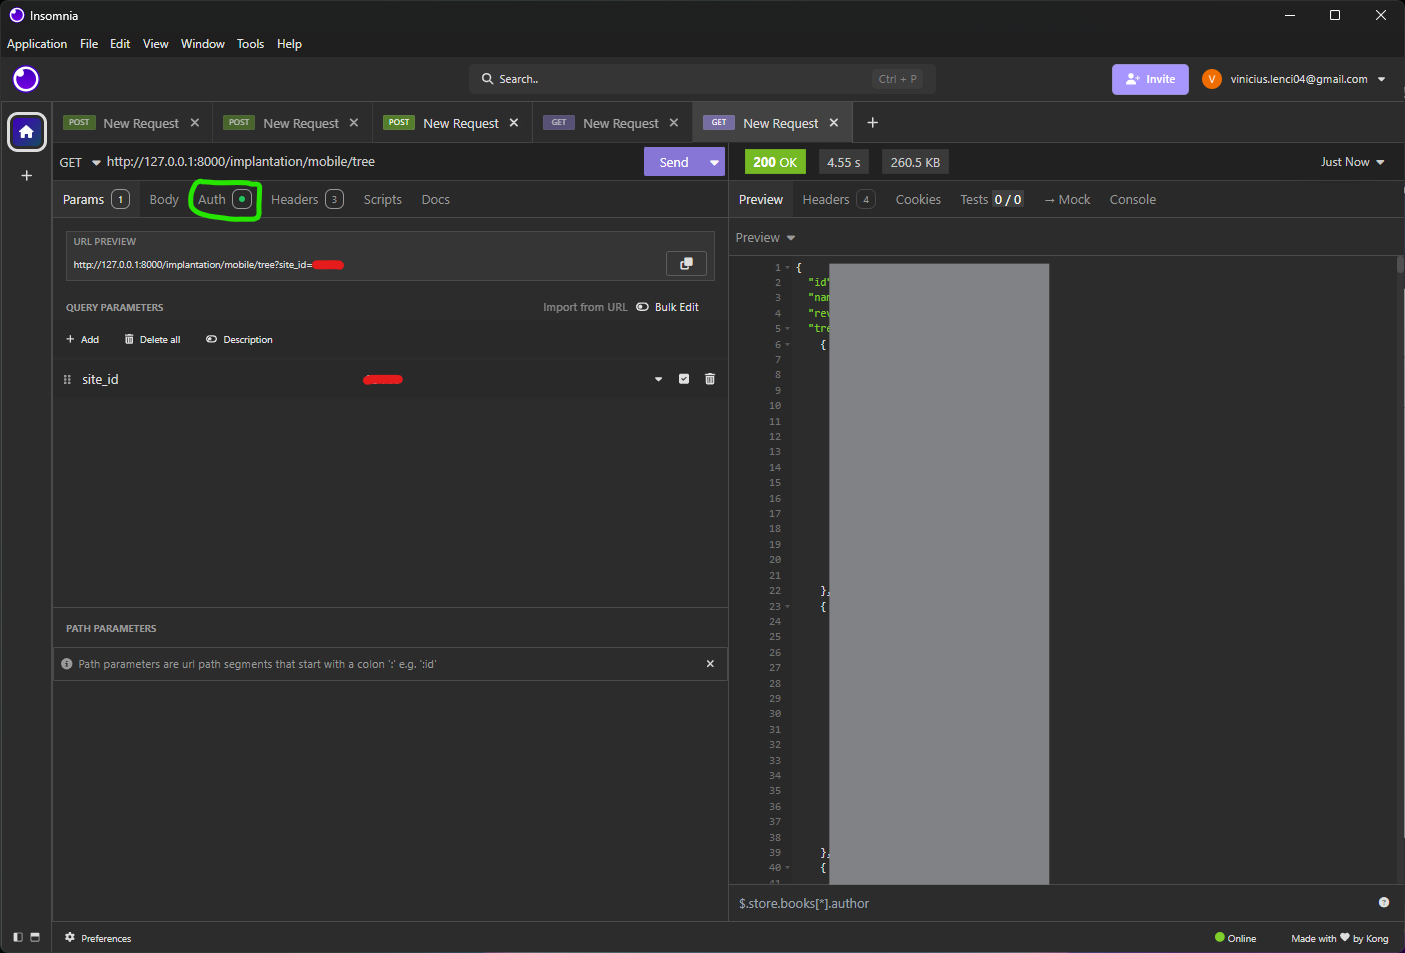 Insomnia
Application File Edit View Window Tools Help
Search.. Ctrl + P
Invite
V vinicius.lenci04@gmail.com
POST New Request
POST New Request
POST New Request
GET New Request
GET New Request
GET http://127.0.0.1:8000/implantation/mobile/tree
Send
200 OK 4.55 s 260.5 KB
Just Now
Params 1 Body Auth Headers 3 Scripts Docs
Preview Headers 4 Cookies Tests 0 / 0 → Mock Console
URL PREVIEW
http://127.0.0.1:8000/implantation/mobile/tree?site_id=
QUERY PARAMETERS
Import from URL Bulk Edit
+ Add Delete all Description
site_id
PATH PARAMETERS
Path parameters are url path segments that start with a colon ':' e.g. ':id'
Preview
1 {
2 "id"
3 "nam
4 "rev
5 "tre
6 {
7
8
9
10
11
12
13
14
15
16
17
18
19
20
21
22 },
23 {
24
25
26
27
28
29
30
31
32
33
34
35
36
37
38
39 },
40 {
41
$.store.books[*].author
Preferences
Online
Made with ♥ by Kong